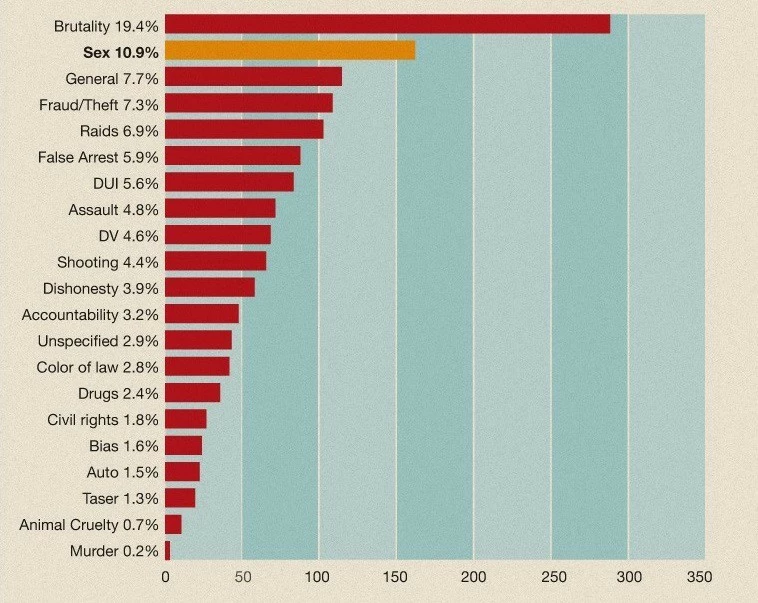 Brutality 19.4%
Sex 10.9%
General 7.7%
Fraud/Theft 7.3%
Raids 6.9%
False Arrest 5.9%
DUI 5.6%
Assault 4.8%
DV 4.6%
Shooting 4.4%
Dishonesty 3.9%
Accountability 3.2%
Unspecified 2.9%
Color of law 2.8%
Drugs 2.4%
Civil rights 1.8%
Bias 1.6%
Auto 1.5%
Taser 1.3%
Animal Cruelty 0.7%
Murder 0.2%
0 50 100 150 200 250 300 350